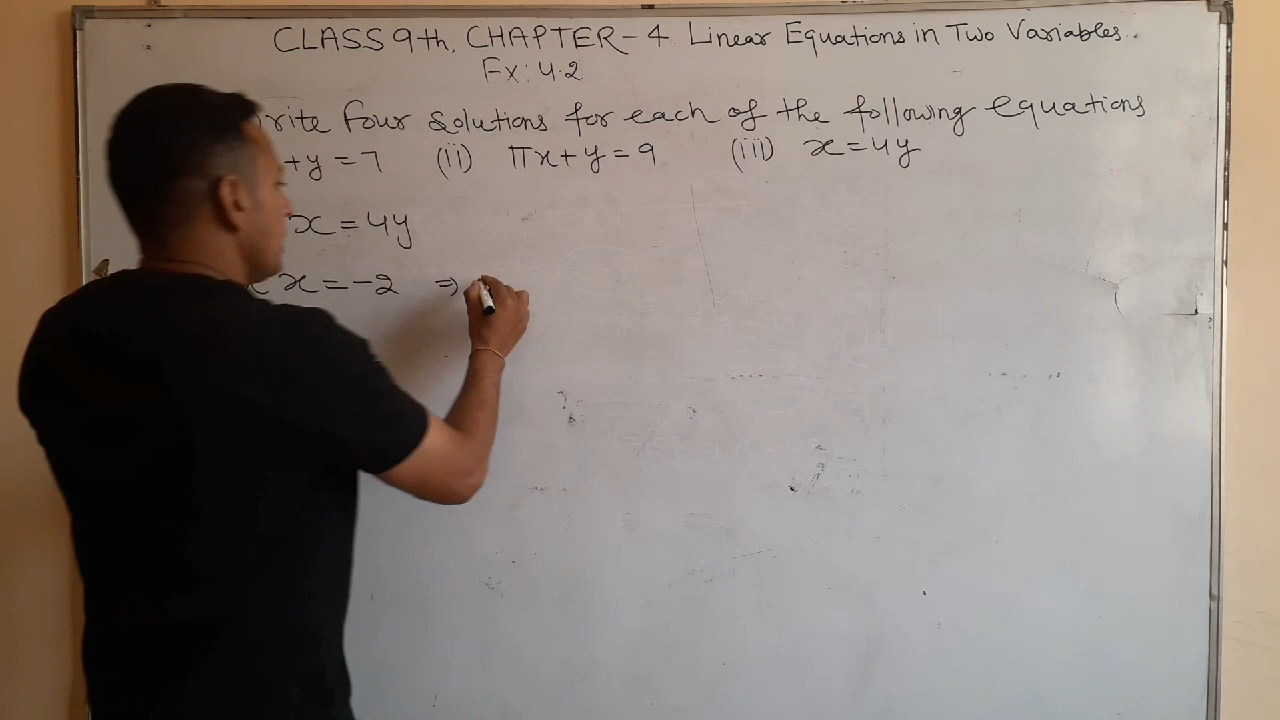 CLASS 9th, CHAPTER-4 Linear Equations in Two Variables.
Ex: 4.2
rite four solutions for each of the following equations
+y=7 (ii) πx+y=9 (iii) x=4y
x=4y
x=-2 ⇒